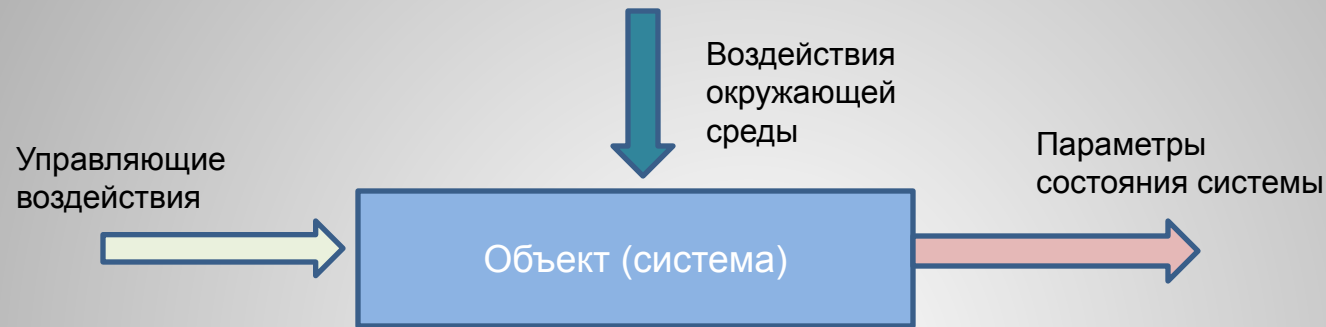 Воздействия
окружающей
среды
Управляющие
воздействия
Параметры
состояния системы
Объект (система)